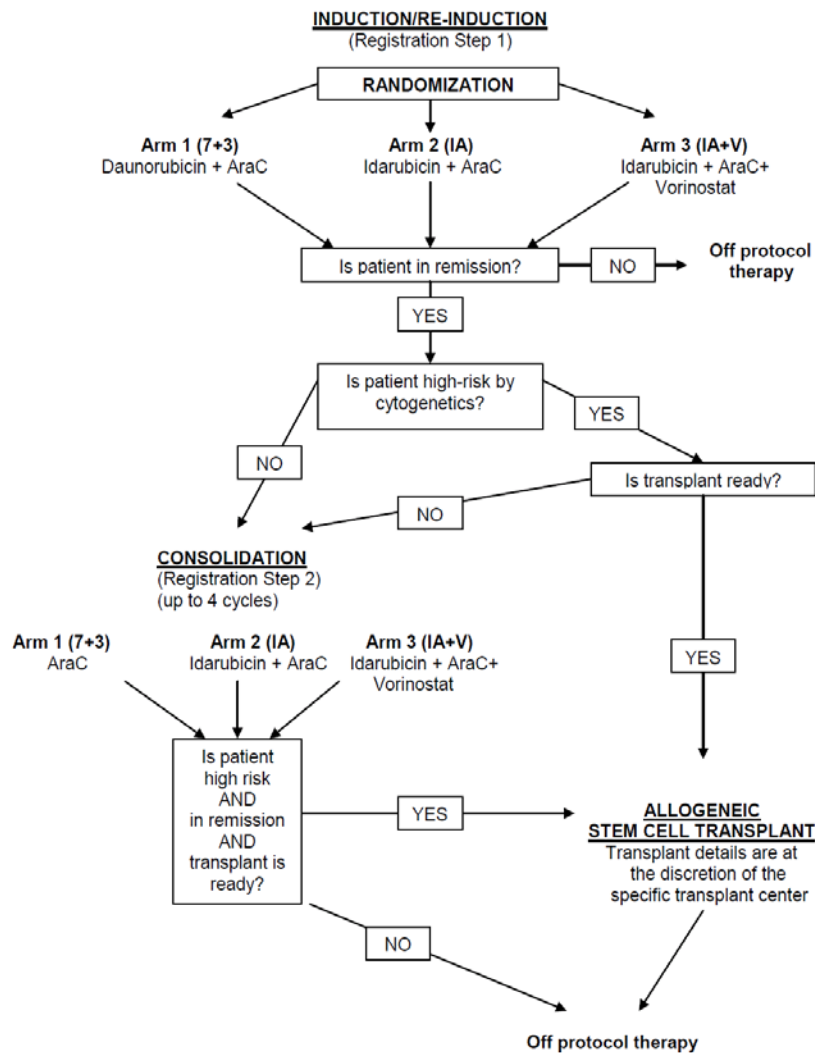 INDUCTION/RE-INDUCTION
(Registration Step 1)
RANDOMIZATION
Arm 1 (7+3)
Daunorubicin + AraC
Arm 2 (IA)
Idarubicin + AraC
Arm 3 (IA+V)
Idarubicin + AraC+
Vorinostat
Is patient in remission?
NO
Off protocol
therapy
YES
Is patient high-risk by
cytogenetics?
YES
NO
Is transplant ready?
NO
CONSOLIDATION
(Registration Step 2)
(up to 4 cycles)
Arm 1 (7+3)
AraC
Arm 2 (IA)
Idarubicin + AraC
Arm 3 (IA+V)
Idarubicin + AraC+
Vorinostat
YES
Is patient
high risk
AND
in remission
AND
transplant is
ready?
YES
ALLOGENEIC
STEM CELL TRANSPLANT
Transplant details are at
the discretion of the
specific transplant center
NO
Off protocol therapy